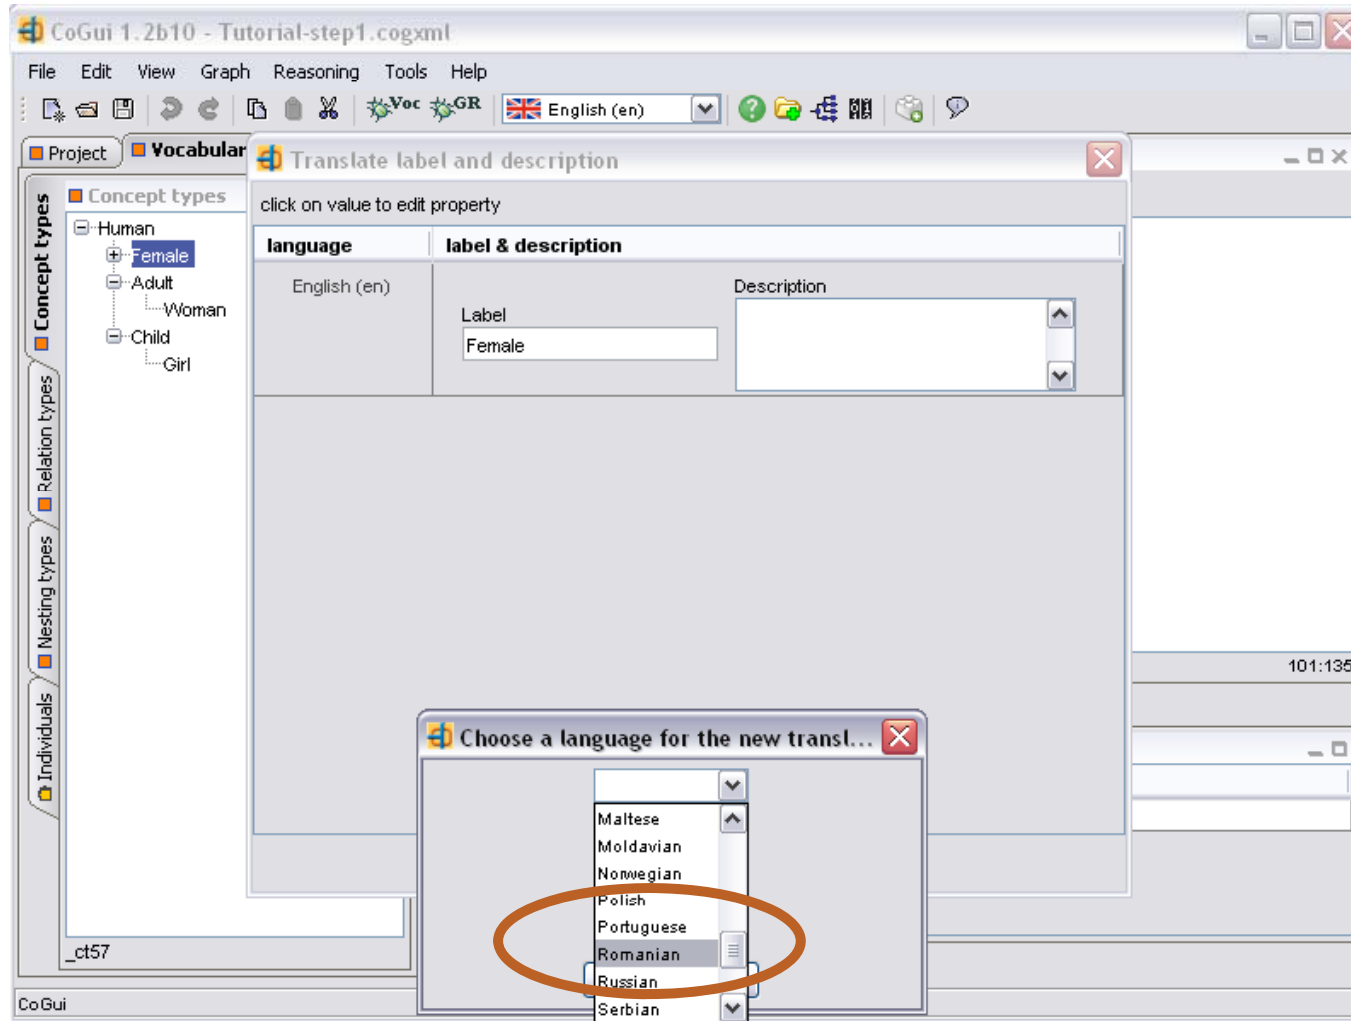 CoGui 1.2b10 - Tutorial-step1.cogxml
File Edit View Graph Reasoning Tools Help
Voc GR English (en)
Project Vocabular
Translate label and description
Concept types
Concept types
click on value to edit property
Human
Female
Adult
Woman
Child
Girl
language label & description
English (en)
Label
Female
Description
Relation types
Nesting types
Individuals
101:135
Choose a language for the new transl...
Maltese
Moldavian
Norwegian
Polish
Portuguese
Romanian
Russian
Serbian
_ct57
CoGui